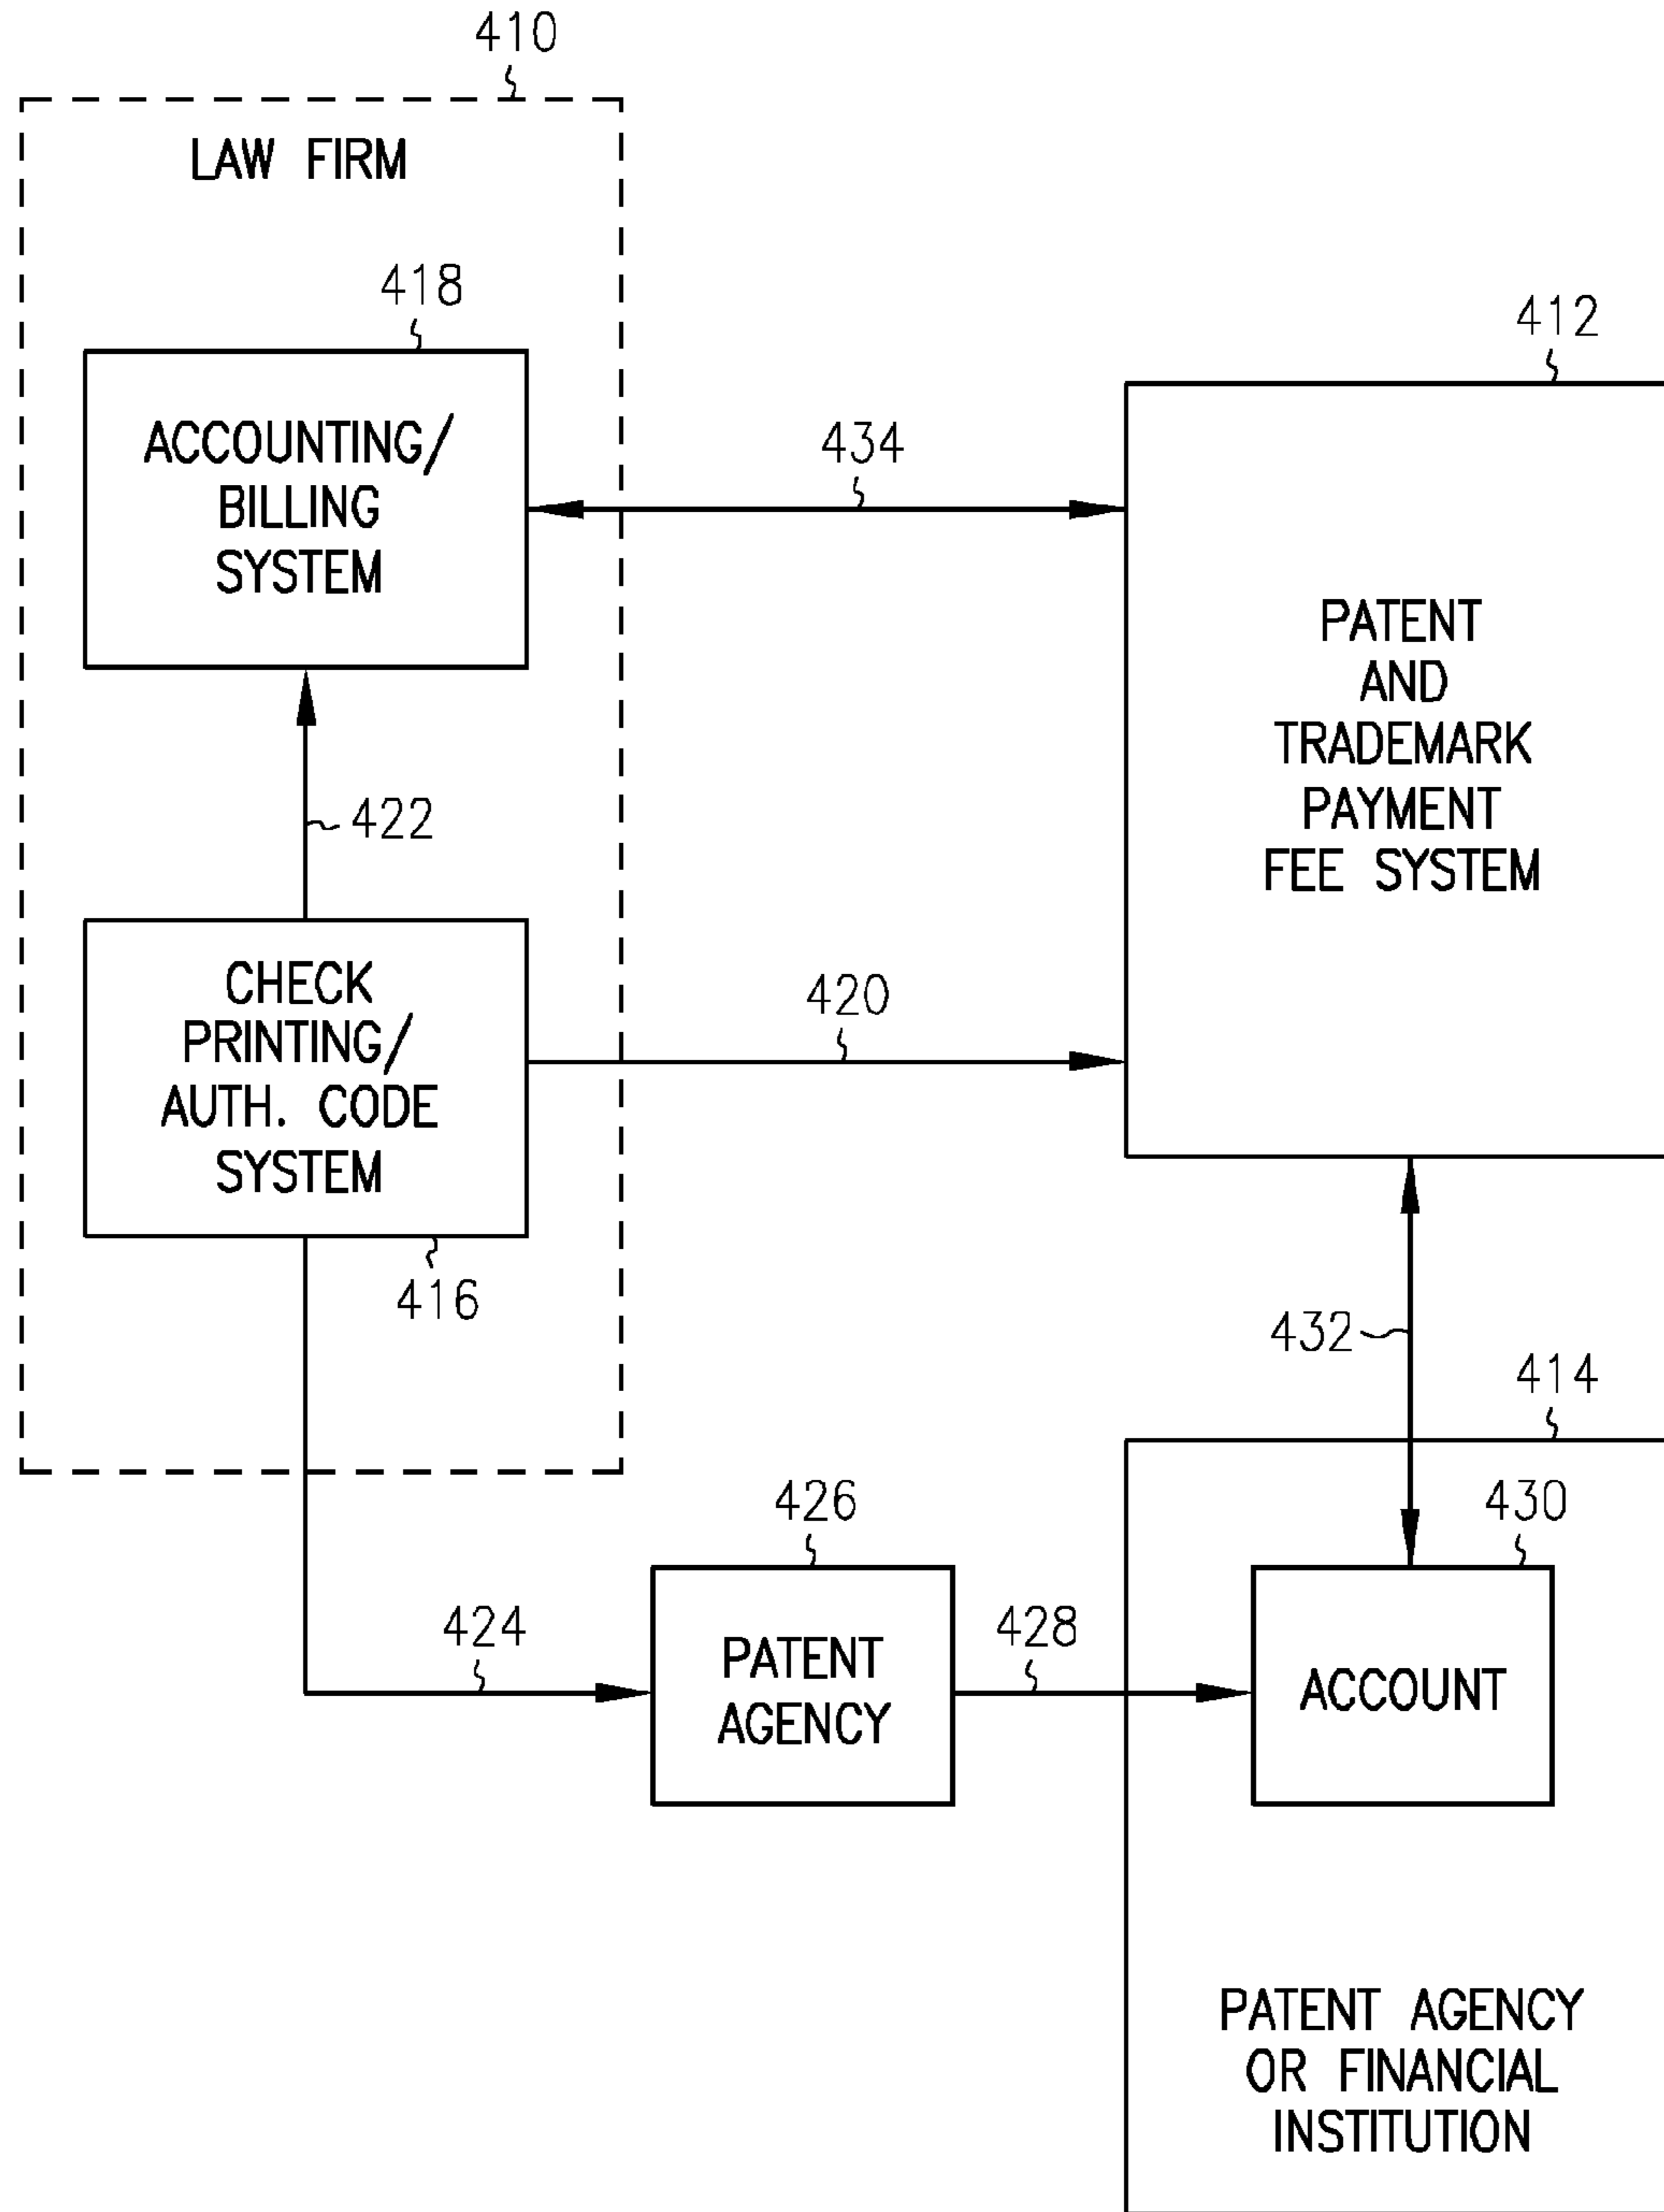 410
LAW FIRM
418
ACCOUNTING/
BILLING
SYSTEM
434
412
PATENT
AND
TRADEMARK
PAYMENT
FEE SYSTEM
422
CHECK
PRINTING/
AUTH. CODE
SYSTEM
416
420
432
414
430
ACCOUNT
426
PATENT
AGENCY
424
428
PATENT AGENCY
OR FINANCIAL
INSTITUTION